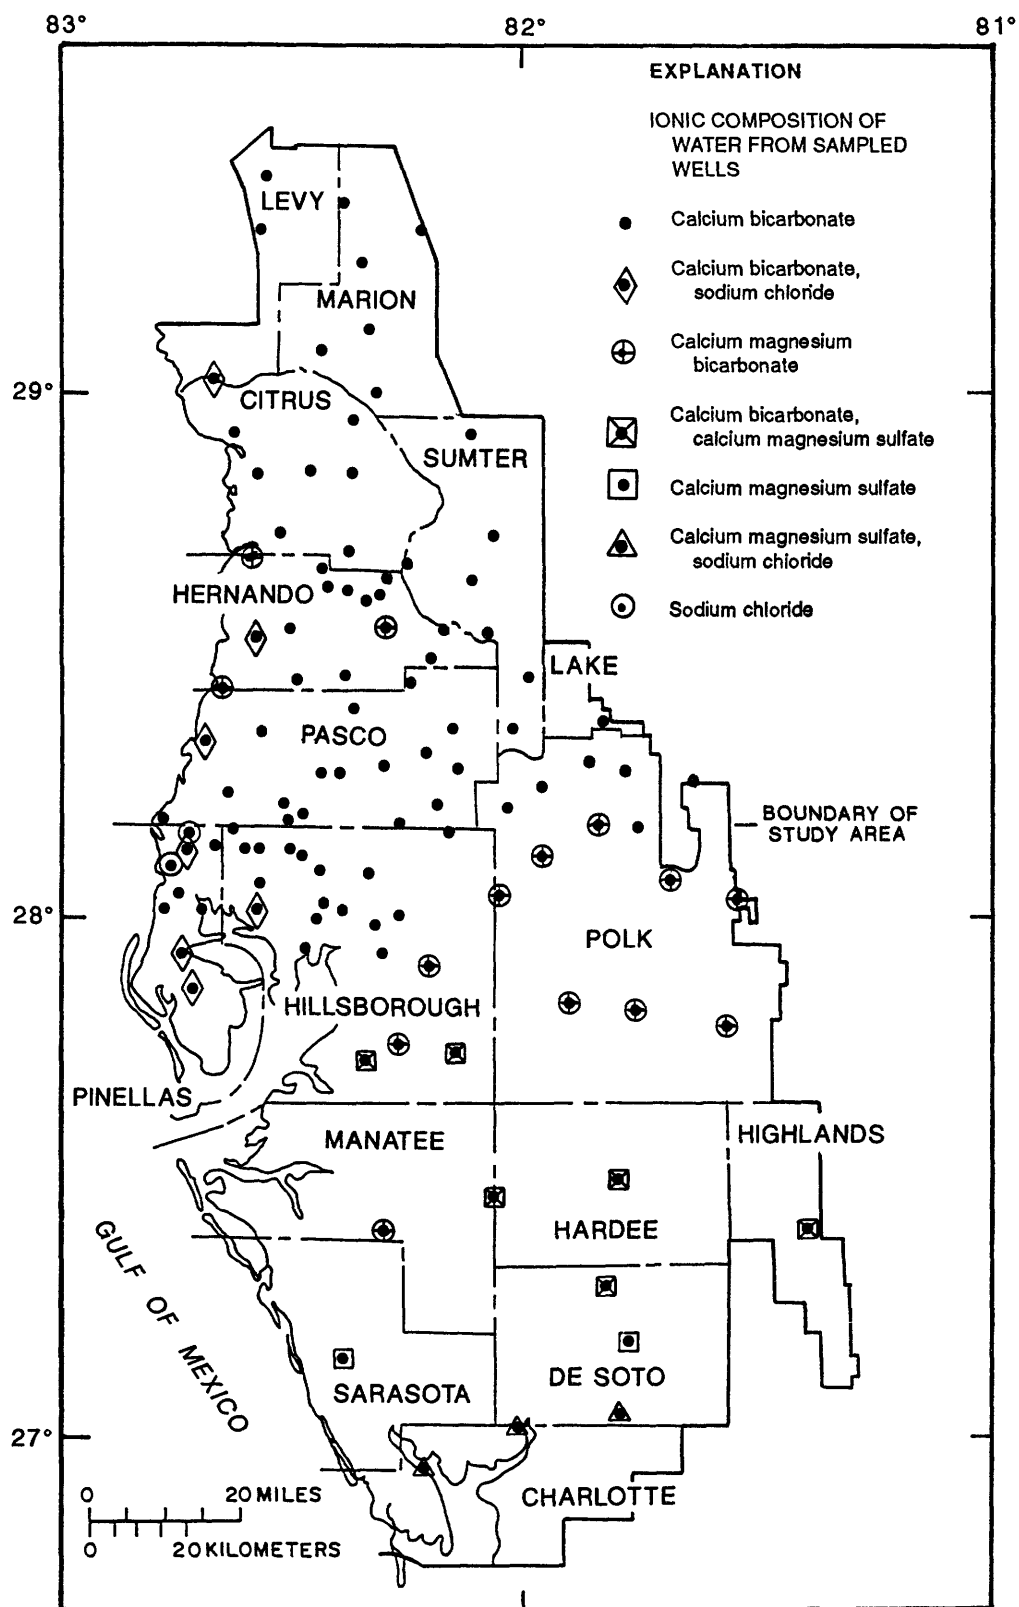 83°
82°
81°
EXPLANATION
IONIC COMPOSITION OF
WATER FROM SAMPLED
WELLS
Calcium bicarbonate
Calcium bicarbonate,
sodium chloride
Calcium magnesium
bicarbonate
Calcium bicarbonate,
calcium magnesium sulfate
Calcium magnesium sulfate
Calcium magnesium sulfate,
sodium chloride
Sodium chloride
LEVY
MARION
29°
CITRUS
SUMTER
HERNANDO
LAKE
PASCO
BOUNDARY OF
STUDY AREA
28°
POLK
HILLSBOROUGH
PINELLAS
MANATEE
HIGHLANDS
HARDEE
GULF OF MEXICO
DE SOTO
SARASOTA
27°
CHARLOTTE
0 20 MILES
0 20 KILOMETERS